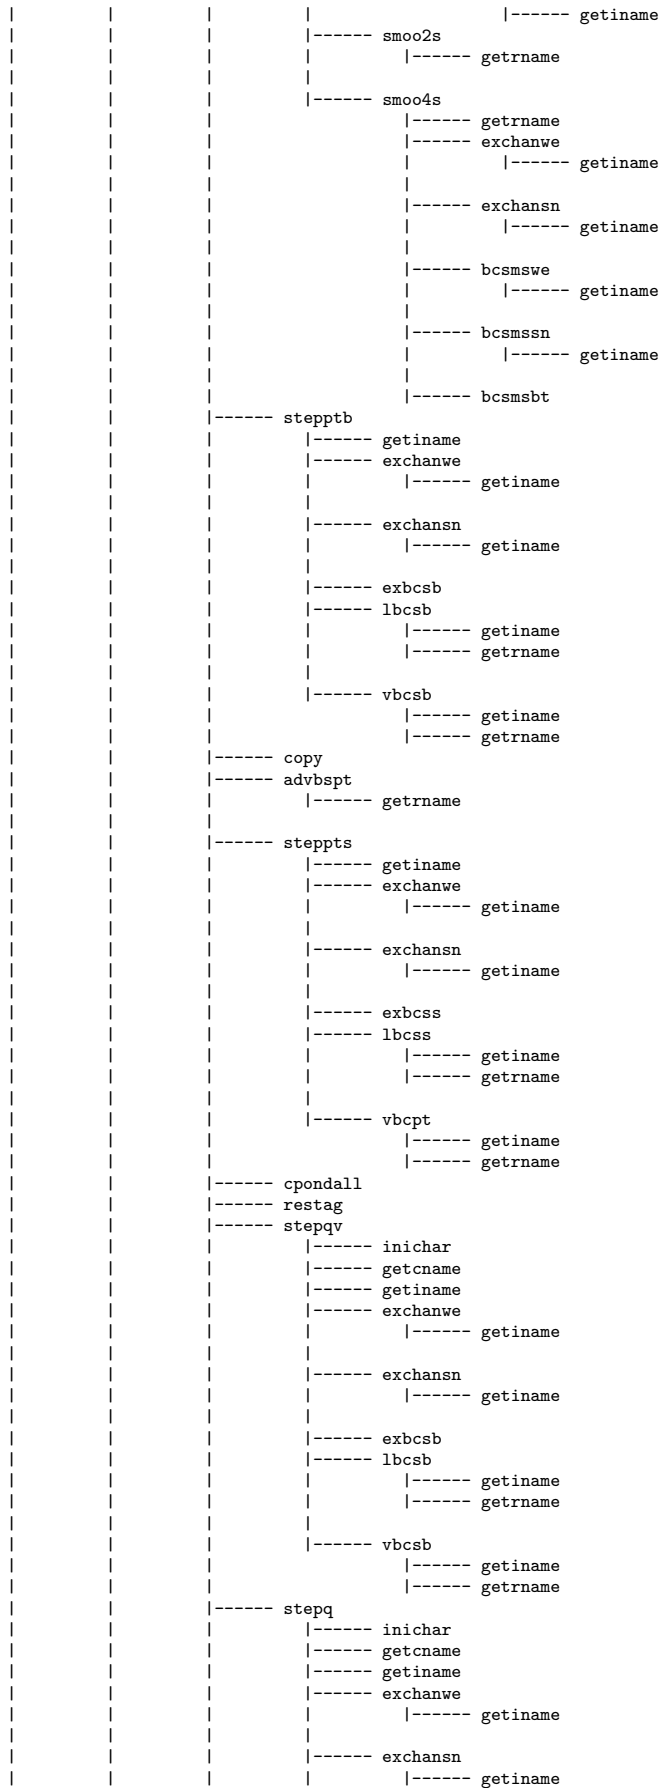 |           |           |           |                       |------ getiname
|           |           |           |------ smoo2s
|           |           |           |           |------ getrname
|           |           |           |
|           |           |           |------ smoo4s
|           |           |                       |------ getrname
|           |           |                       |------ exchanwe
|           |           |                       |           |------ getiname
|           |           |                       |
|           |           |                       |------ exchansn
|           |           |                       |           |------ getiname
|           |           |                       |
|           |           |                       |------ bcsmswe
|           |           |                       |           |------ getiname
|           |           |                       |
|           |           |                       |------ bcsmssn
|           |           |                       |           |------ getiname
|           |           |                       |
|           |           |                       |------ bcsmsbt
|           |           |------ stepptb
|           |           |           |------ getiname
|           |           |           |------ exchanwe
|           |           |           |           |------ getiname
|           |           |           |
|           |           |           |------ exchansn
|           |           |           |           |------ getiname
|           |           |           |
|           |           |           |------ exbcsb
|           |           |           |------ lbcsb
|           |           |           |           |------ getiname
|           |           |           |           |------ getrname
|           |           |           |
|           |           |           |------ vbcsb
|           |           |                       |------ getiname
|           |           |                       |------ getrname
|           |           |------ copy
|           |           |------ advbspt
|           |           |           |------ getrname
|           |           |
|           |           |------ steppts
|           |           |           |------ getiname
|           |           |           |------ exchanwe
|           |           |           |           |------ getiname
|           |           |           |
|           |           |           |------ exchansn
|           |           |           |           |------ getiname
|           |           |           |
|           |           |           |------ exbcss
|           |           |           |------ lbcss
|           |           |           |           |------ getiname
|           |           |           |           |------ getrname
|           |           |           |
|           |           |           |------ vbcpt
|           |           |                       |------ getiname
|           |           |                       |------ getrname
|           |           |------ cpondall
|           |           |------ restag
|           |           |------ stepqv
|           |           |           |------ inichar
|           |           |           |------ getcname
|           |           |           |------ getiname
|           |           |           |------ exchanwe
|           |           |           |           |------ getiname
|           |           |           |
|           |           |           |------ exchansn
|           |           |           |           |------ getiname
|           |           |           |
|           |           |           |------ exbcsb
|           |           |           |------ lbcsb
|           |           |           |           |------ getiname
|           |           |           |           |------ getrname
|           |           |           |
|           |           |           |------ vbcsb
|           |           |                       |------ getiname
|           |           |                       |------ getrname
|           |           |------ stepq
|           |           |           |------ inichar
|           |           |           |------ getcname
|           |           |           |------ getiname
|           |           |           |------ exchanwe
|           |           |           |           |------ getiname
|           |           |           |
|           |           |           |------ exchansn
|           |           |           |           |------ getiname